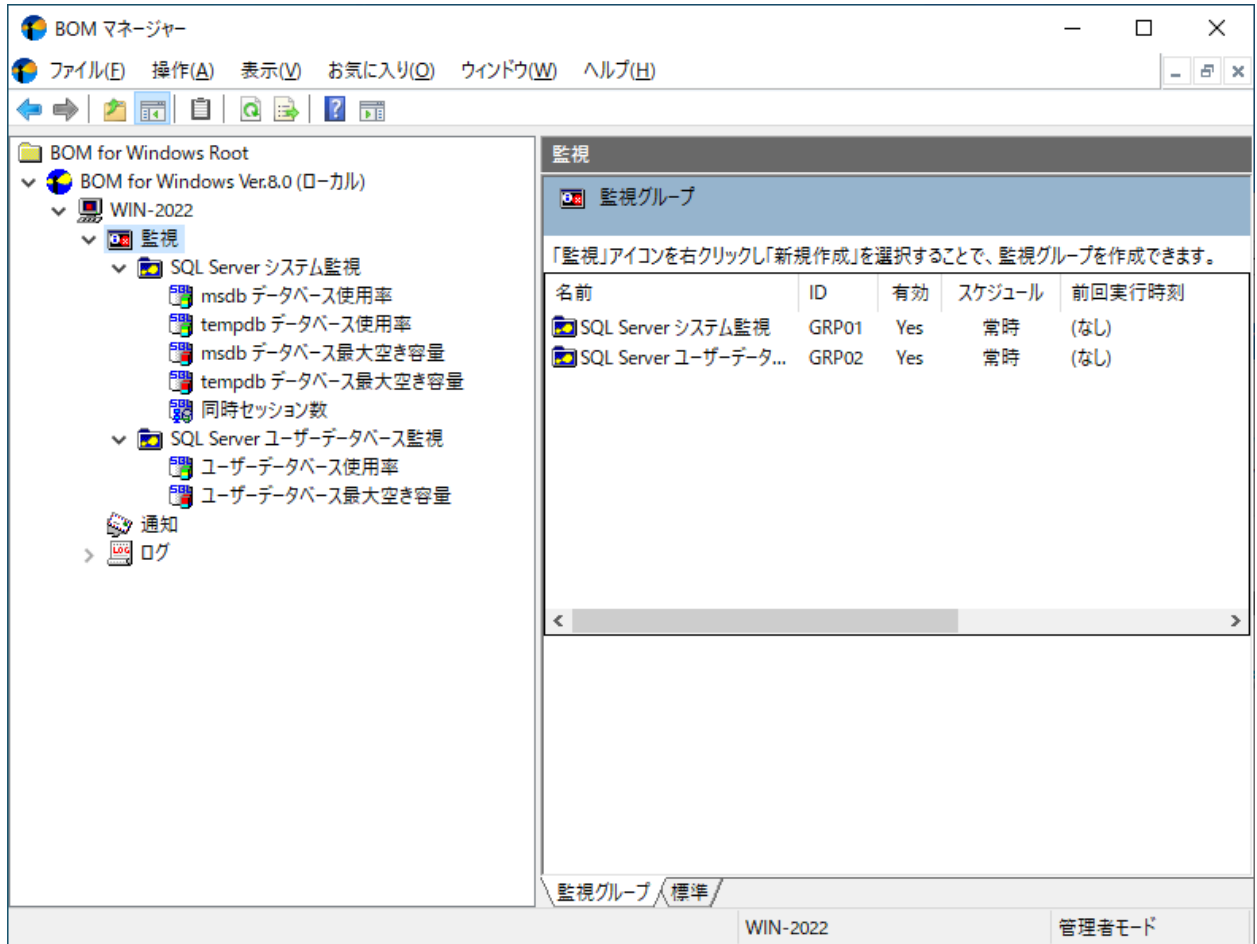 BOM マネージャー
ファイル(F) 操作(A) 表示(V) お気に入り(O) ウィンドウ(W) ヘルプ(H)
BOM for Windows Root
BOM for Windows Ver.8.0 (ローカル)
WIN-2022
監視
SQL Server システム監視
msdb データベース使用率
tempdb データベース使用率
msdb データベース最大空き容量
tempdb データベース最大空き容量
同時セッション数
SQL Server ユーザーデータベース監視
ユーザーデータベース使用率
ユーザーデータベース最大空き容量
通知
ログ
監視
監視グループ
「監視」アイコンを右クリックし「新規作成」を選択することで、監視グループを作成できます。
名前 ID 有効 スケジュール 前回実行時刻
SQL Server システム監視 GRP01 Yes 常時 (なし)
SQL Server ユーザーデータ... GRP02 Yes 常時 (なし)
監視グループ 標準
WIN-2022 管理者モード